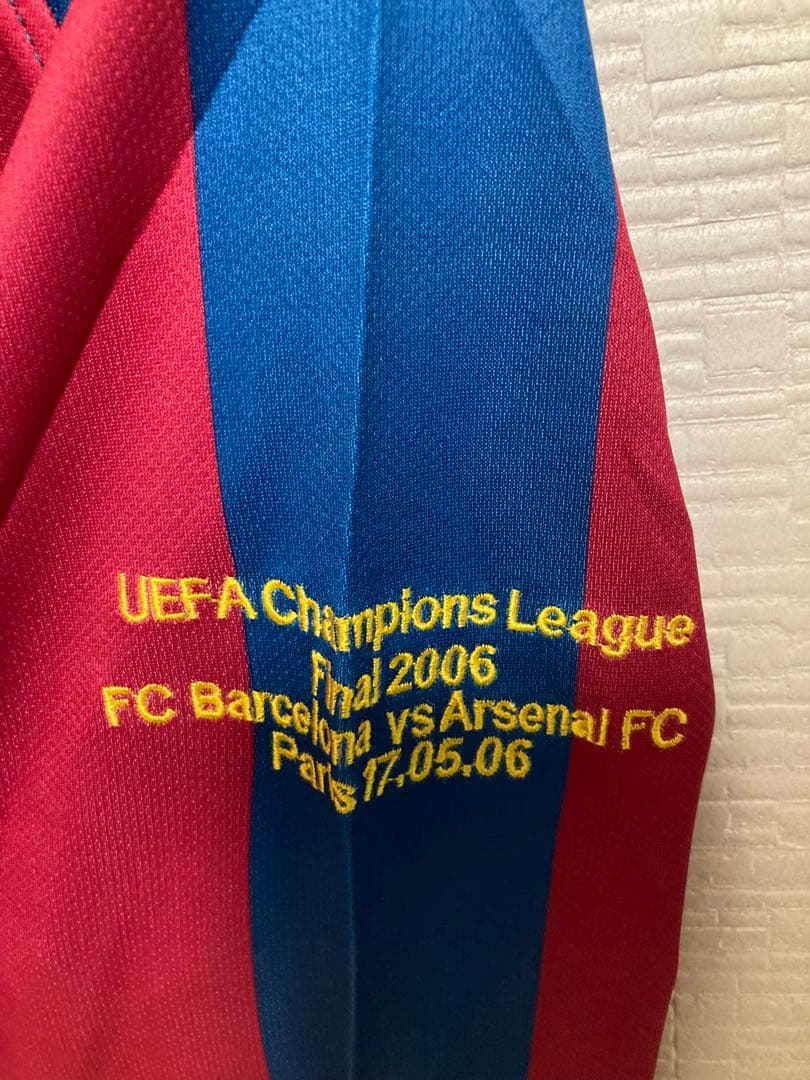 UEFA Champions League
Final 2006
FC Barcelona vs Arsenal FC
Paris 17.05.06